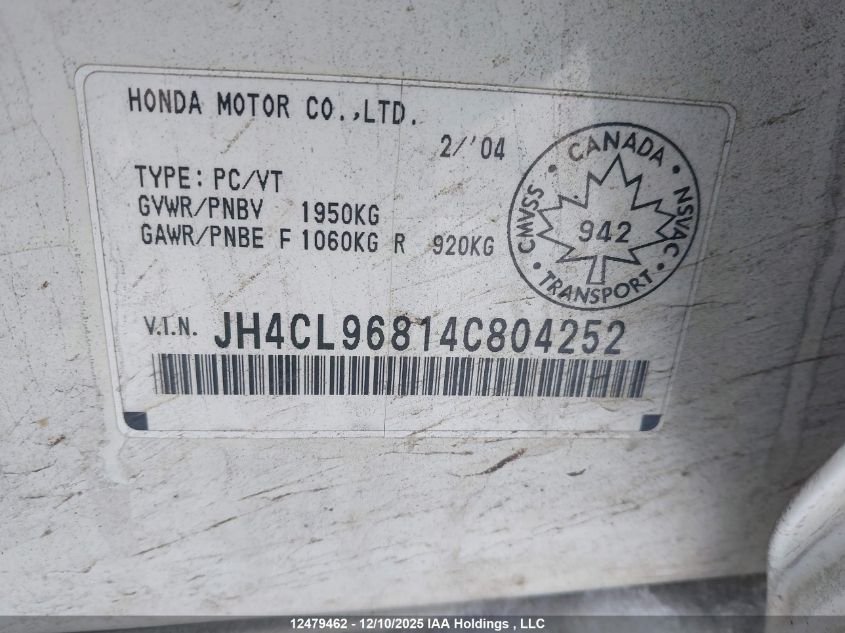 HONDA MOTOR CO.,LTD.
2/'04
TYPE: PC/VT
GVWR/PNBV 1950KG
GAWR/PNBE F 1060KG R 920KG
CANADA
CMVSS
942
NSVAC
TRANSPORT
V.I.N. JH4CL96814C804252
12479462 - 12/10/2025 IAA Holdings , LLC